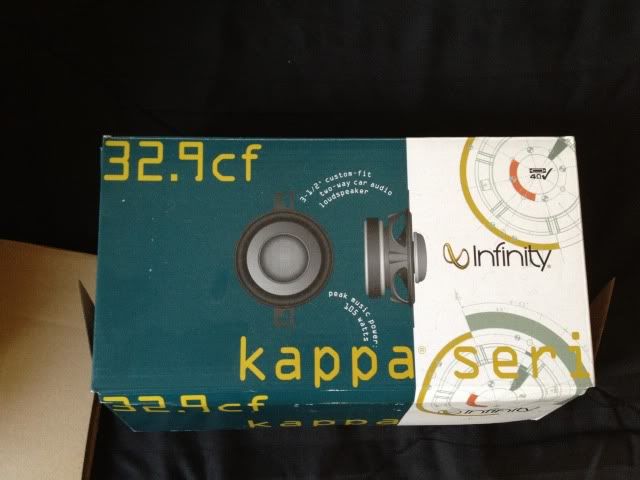 32.9cf
3-1/2" custom-fit
two-way car audio
loudspeaker
40
Infinity®
peak music power:
105 watts
kappa® seri
32.9cf
Infinity
kappa